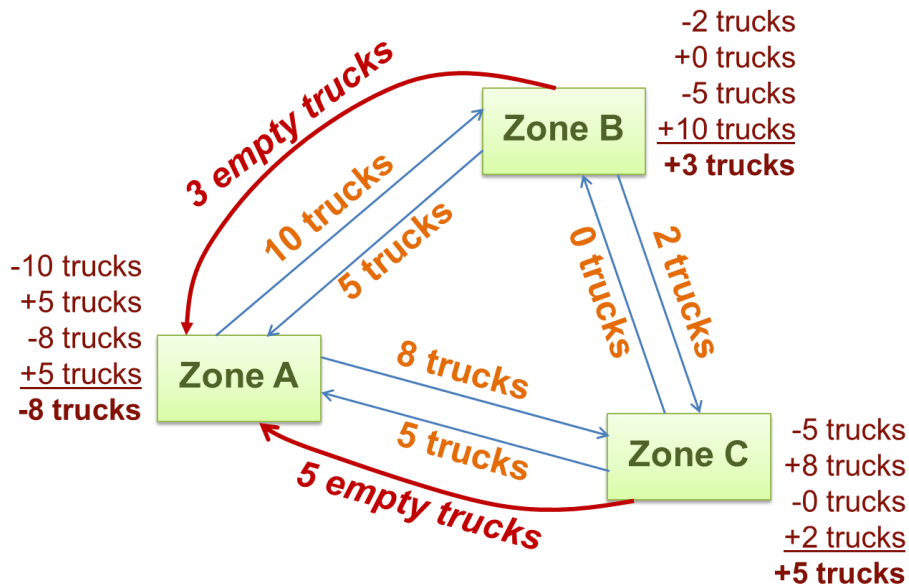 -2 trucks
+0 trucks
-5 trucks
+10 trucks
+3 trucks
Zone B
3 empty trucks
10 trucks
5 trucks
0 trucks
2 trucks
-10 trucks
+5 trucks
-8 trucks
+5 trucks
-8 trucks
Zone A
8 trucks
5 trucks
5 empty trucks
Zone C
-5 trucks
+8 trucks
-0 trucks
+2 trucks
+5 trucks